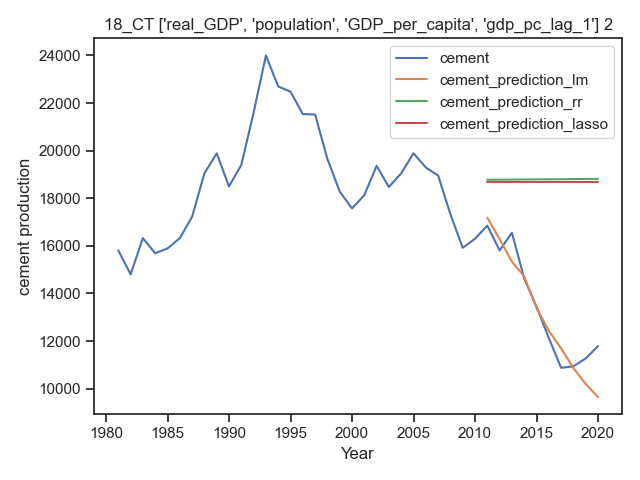 18_CT ['real_GDP', 'population', 'GDP_per_capita', 'gdp_pc_lag_1'] 2
cement
cement_prediction_lm
cement_prediction_rr
cement_prediction_lasso
cement production
24000
22000
20000
18000
16000
14000
12000
10000
1980
1985
1990
1995
2000
2005
2010
2015
2020
Year